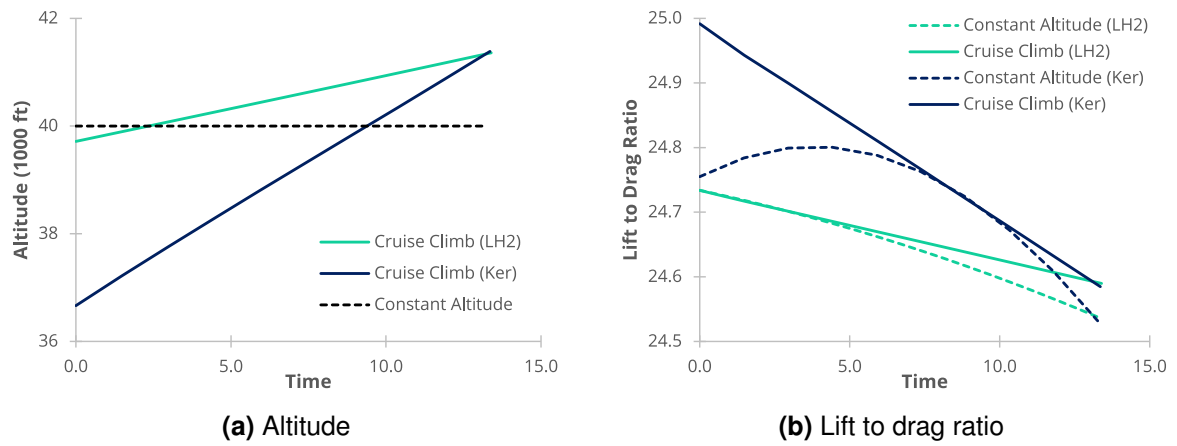 42
40
38
36
0.0
5.0
10.0
15.0
Altitude (1000 ft)
Time
Cruise Climb (LH2)
Cruise Climb (Ker)
Constant Altitude
(a) Altitude
25.0
24.9
24.8
24.7
24.6
24.5
0.0
5.0
10.0
15.0
Lift to Drag Ratio
Time
Constant Altitude (LH2)
Cruise Climb (LH2)
Constant Altitude (Ker)
Cruise Climb (Ker)
(b) Lift to drag ratio